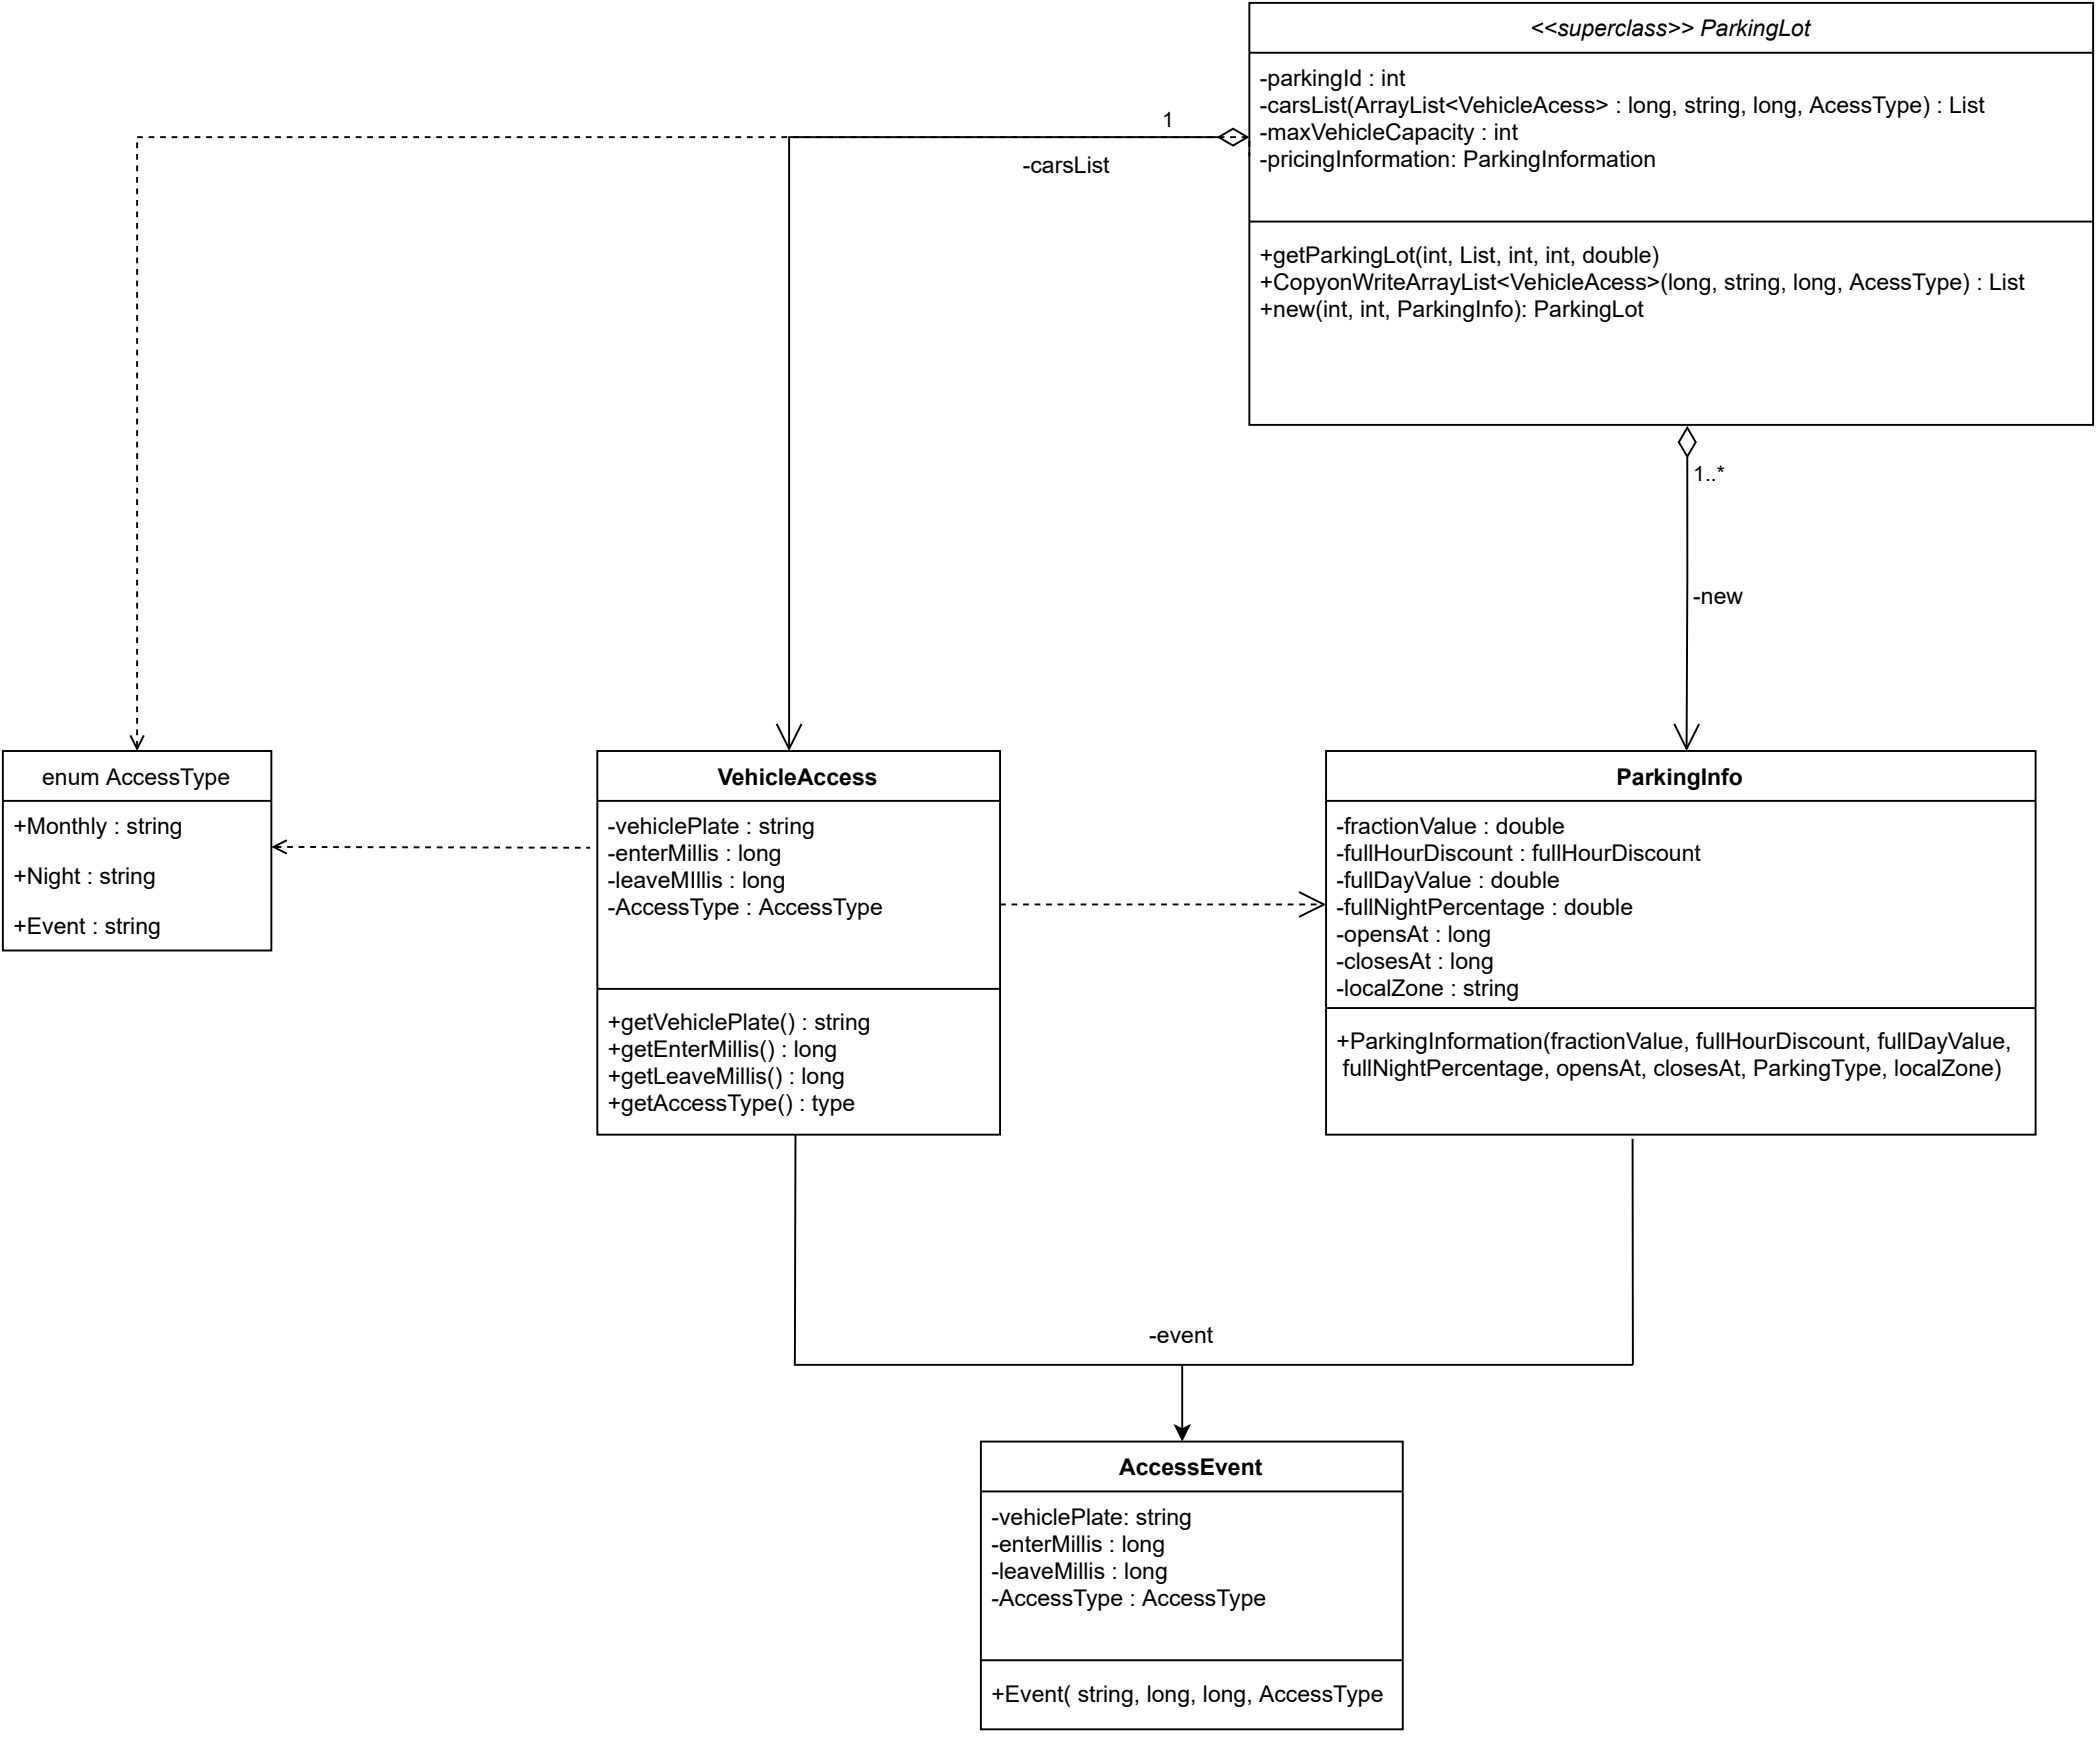 <<superclass>> ParkingLot
-parkingId : int
-carsList(ArrayList<VehicleAcess> : long, string, long, AcessType) : List
-maxVehicleCapacity : int
-pricingInformation: ParkingInformation
+getParkingLot(int, List, int, int, double)
+CopyonWriteArrayList<VehicleAcess>(long, string, long, AcessType) : List
+new(int, int, ParkingInfo): ParkingLot
1
-carsList
1..*
-new
enum AccessType
+Monthly : string
+Night : string
+Event : string
VehicleAccess
-vehiclePlate : string
-enterMillis : long
-leaveMIllis : long
-AccessType : AccessType
+getVehiclePlate() : string
+getEnterMillis() : long
+getLeaveMillis() : long
+getAccessType() : type
ParkingInfo
-fractionValue : double
-fullHourDiscount : fullHourDiscount
-fullDayValue : double
-fullNightPercentage : double
-opensAt : long
-closesAt : long
-localZone : string
+ParkingInformation(fractionValue, fullHourDiscount, fullDayValue,
fullNightPercentage, opensAt, closesAt, ParkingType, localZone)
-event
AccessEvent
-vehiclePlate: string
-enterMillis : long
-leaveMillis : long
-AccessType : AccessType
+Event( string, long, long, AccessType